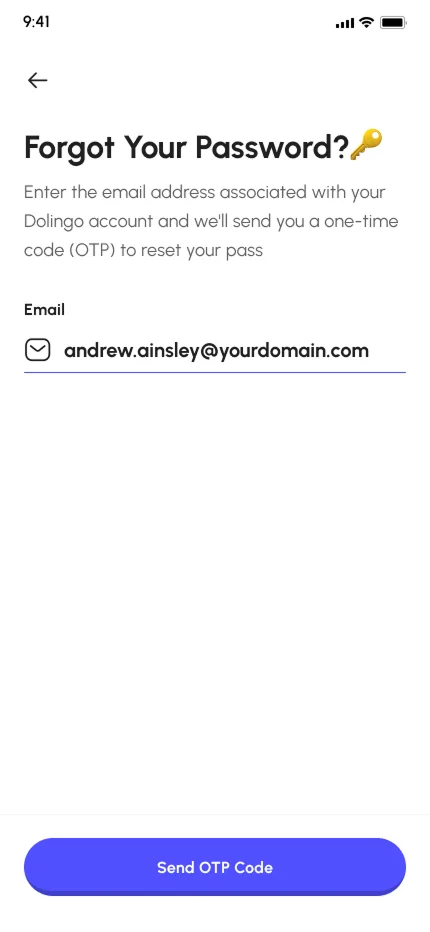 9:41
Forgot Your Password?🔑
Enter the email address associated with your
Dolingo account and we'll send you a one-time
code (OTP) to reset your pass
Email
andrew.ainsley@yourdomain.com
Send OTP Code